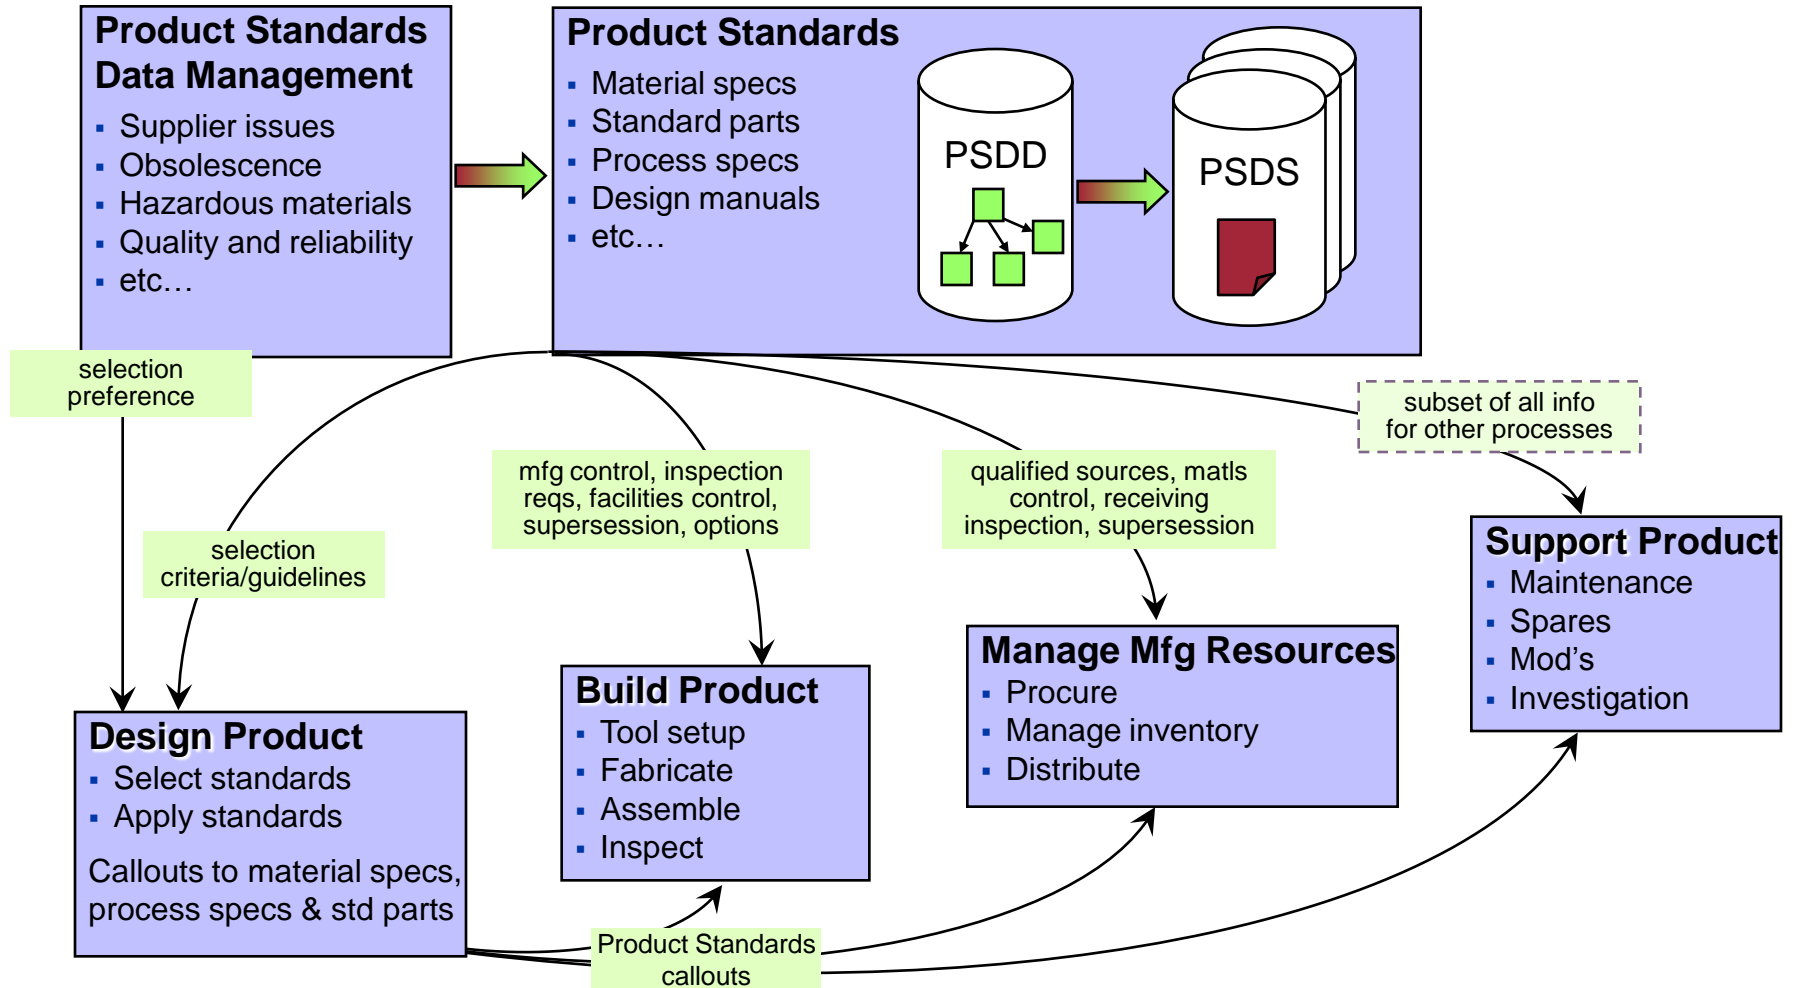 Product Standards
Data Management
▪ Supplier issues
▪ Obsolescence
▪ Hazardous materials
▪ Quality and reliability
▪ etc…
Product Standards
▪ Material specs
▪ Standard parts
▪ Process specs
▪ Design manuals
▪ etc…
PSDD
PSDS
selection
preference
selection
criteria/guidelines
mfg control, inspection
reqs, facilities control,
supersession, options
qualified sources, matls
control, receiving
inspection, supersession
subset of all info
for other processes
Design Product
▪ Select standards
▪ Apply standards
Callouts to material specs,
process specs & std parts
Build Product
▪ Tool setup
▪ Fabricate
▪ Assemble
▪ Inspect
Manage Mfg Resources
▪ Procure
▪ Manage inventory
▪ Distribute
Support Product
▪ Maintenance
▪ Spares
▪ Mod's
▪ Investigation
Product Standards
callouts